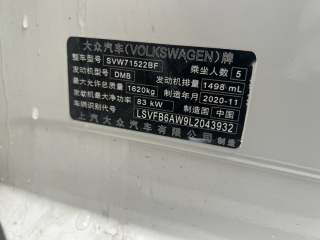 大众汽车(VOLKSWAGEN)牌
整车型号 SVW71522BF 乘坐人数 5
发动机型号 DMB 发动机排量 1498 mL
最大允许总质量 1620kg 制造年月 2020-11
发动机最大净功率 83 kW 制造国 中国
车辆识别代号 LSVFB6AW9L2043932
上汽大众汽车有限公司制造